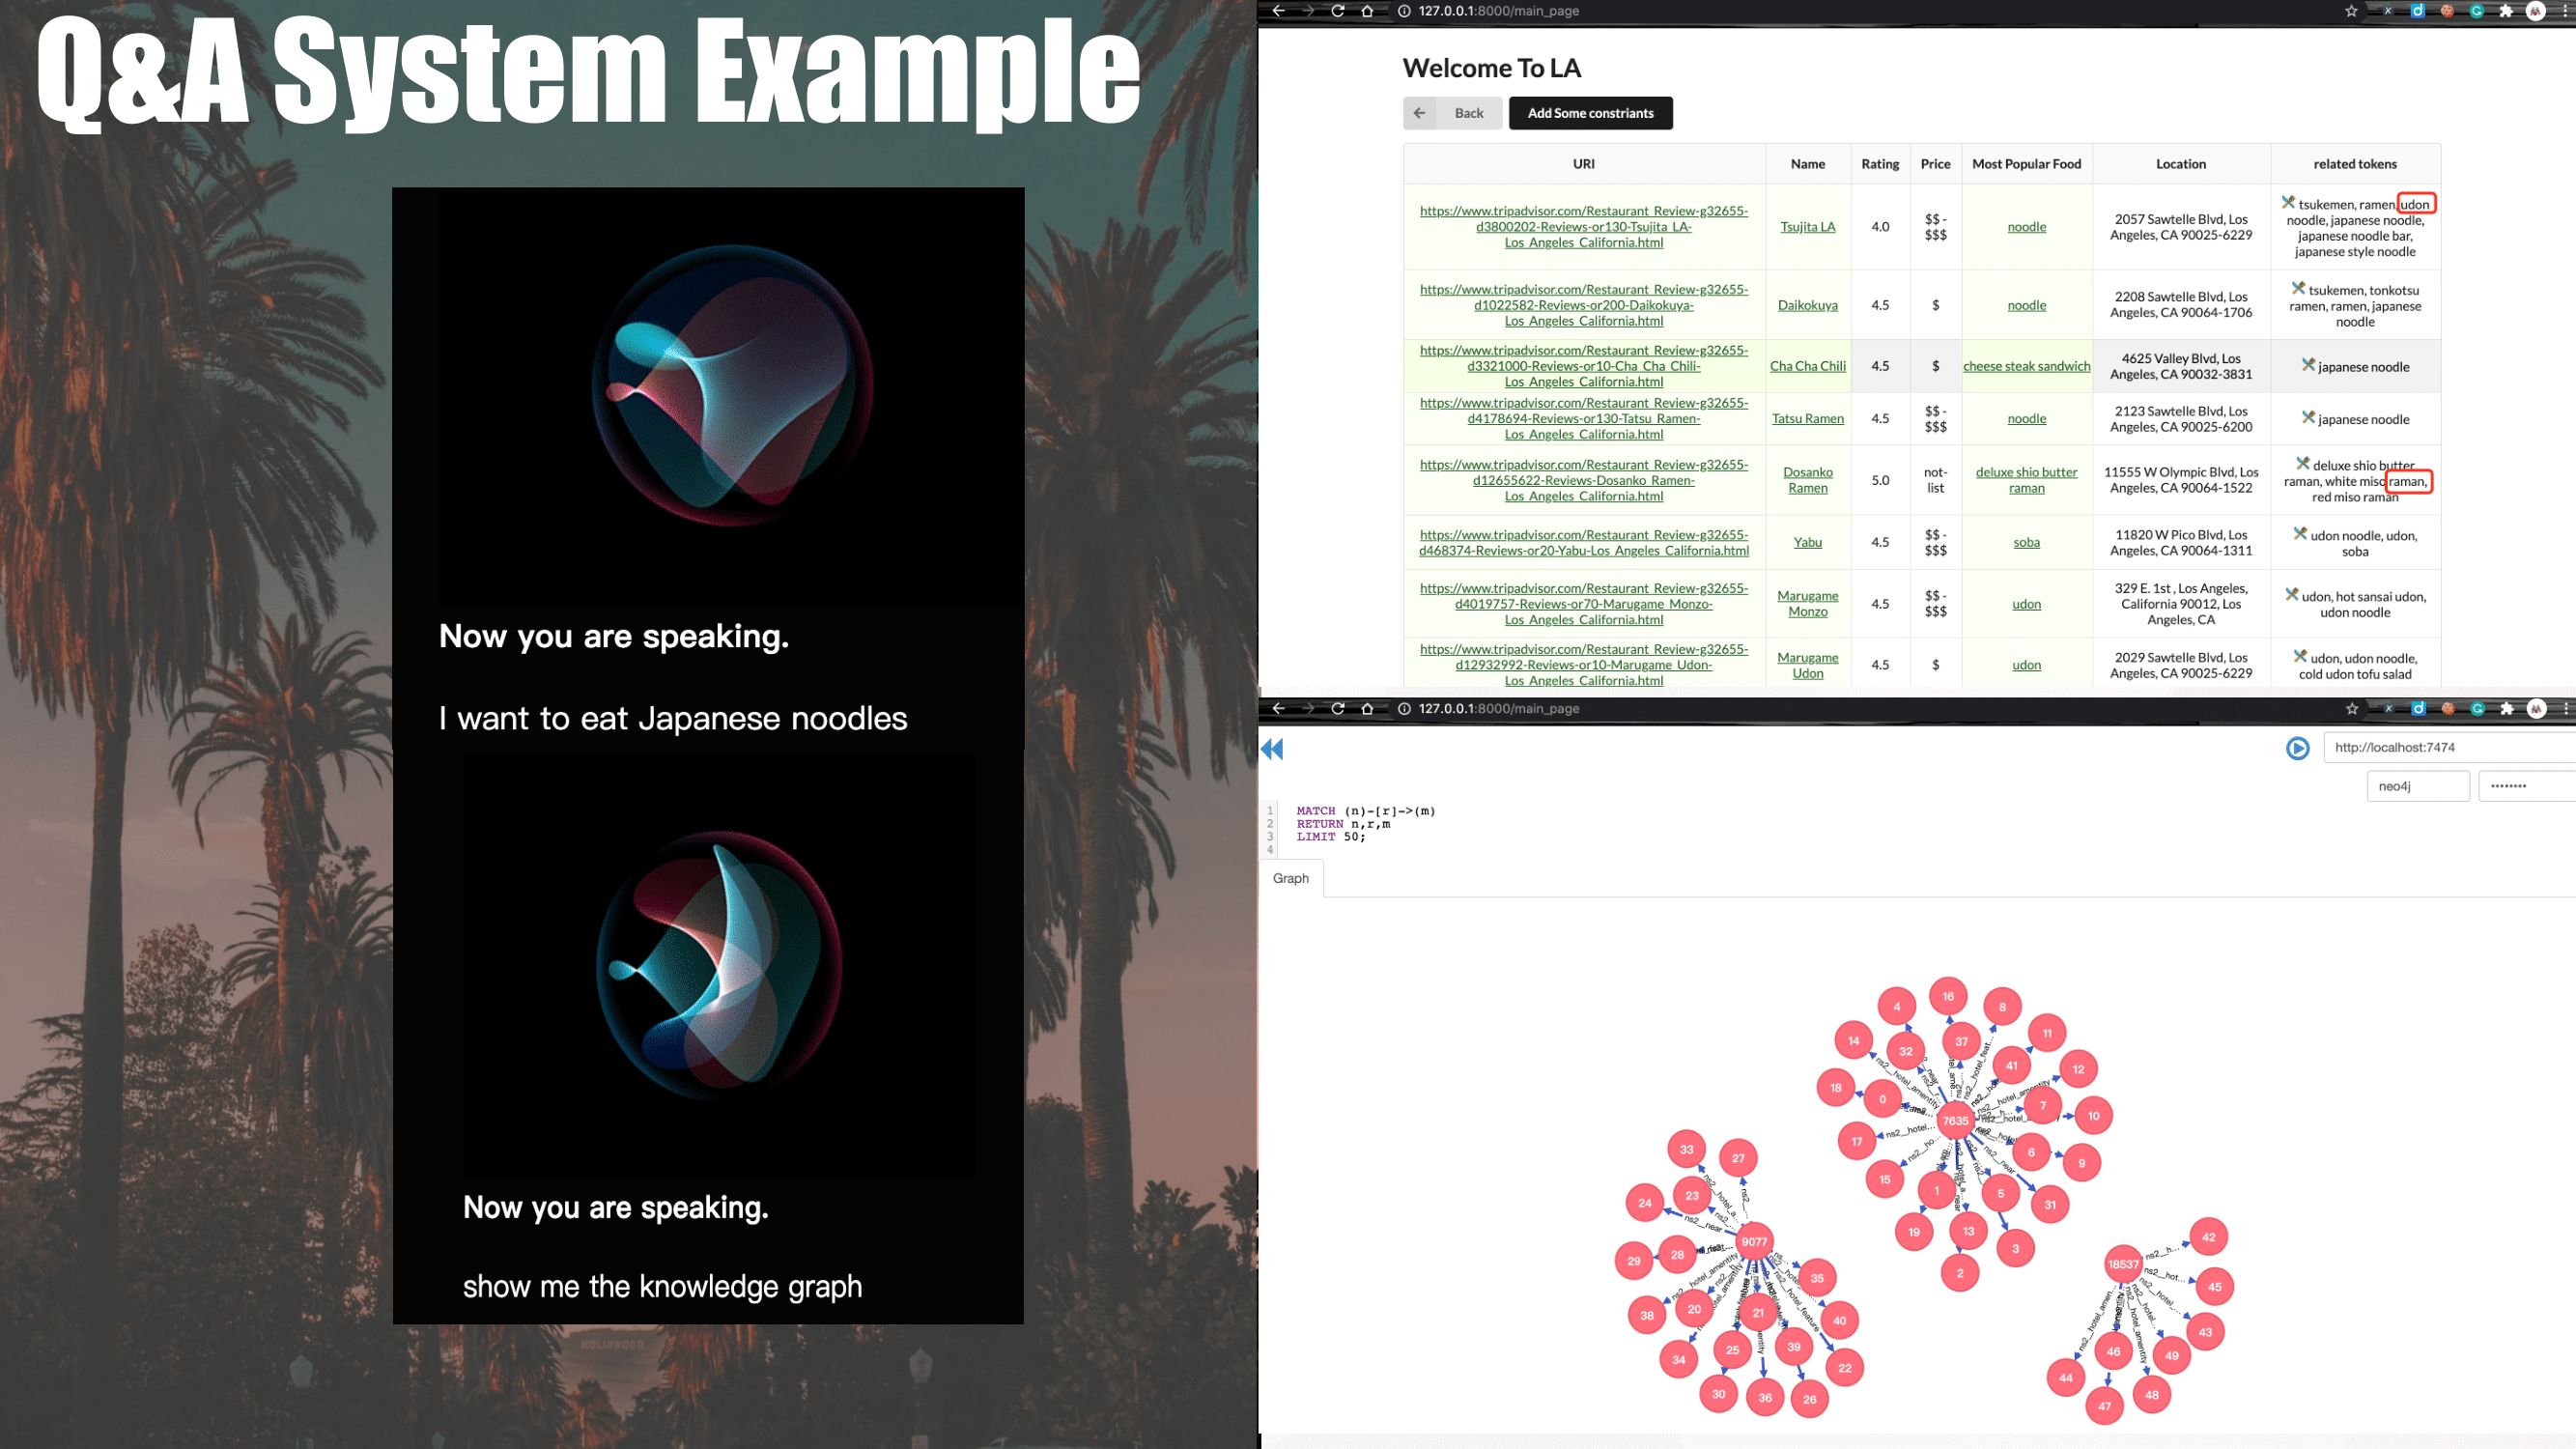 Q&A System Example
Now you are speaking.
I want to eat Japanese noodles
Now you are speaking.
show me the knowledge graph
HOLLYWOOD
127.0.0.1:8000/main_page
Welcome To LA
Back
Add Some constriants
URI Name Rating Price Most Popular Food Location related tokens
https://www.tripadvisor.com/Restaurant_Review-g32655-
d3800202-Reviews-or130-Tsujita_LA-
Los_Angeles_California.html
Tsujita LA
4.0
$$ -
$$$
noodle
2057 Sawtelle Blvd, Los
Angeles, CA 90025-6229
tsukemen, ramen, udon
noodle, japanese noodle,
japanese noodle bar,
japanese style noodle
https://www.tripadvisor.com/Restaurant_Review-g32655-
d1022582-Reviews-or200-Daikokuya-
Los_Angeles_California.html
Daikokuya
4.5
$
noodle
2208 Sawtelle Blvd, Los
Angeles, CA 90064-1706
tsukemen, tonkotsu
ramen, ramen, japanese
noodle
https://www.tripadvisor.com/Restaurant_Review-g32655-
d3321000-Reviews-or10-Cha_Cha_Chili-
Los_Angeles_California.html
Cha Cha Chili
4.5
$
cheese steak sandwich
4625 Valley Blvd, Los
Angeles, CA 90032-3831
japanese noodle
https://www.tripadvisor.com/Restaurant_Review-g32655-
d4178694-Reviews-or130-Tatsu_Ramen-
Los_Angeles_California.html
Tatsu Ramen
4.5
$$ -
$$$
noodle
2123 Sawtelle Blvd, Los
Angeles, CA 90025-6200
japanese noodle
https://www.tripadvisor.com/Restaurant_Review-g32655-
d12655622-Reviews-Dosanko_Ramen-
Los_Angeles_California.html
Dosanko
Ramen
5.0
not-
list
deluxe shio butter
raman
11555 W Olympic Blvd, Los
Angeles, CA 90064-1522
deluxe shio butter
raman, white miso raman,
red miso raman
https://www.tripadvisor.com/Restaurant_Review-g32655-
d468374-Reviews-or20-Yabu-Los_Angeles_California.html
Yabu
4.5
$$ -
$$$
soba
11820 W Pico Blvd, Los
Angeles, CA 90064-1311
udon noodle, udon,
soba
https://www.tripadvisor.com/Restaurant_Review-g32655-
d4019757-Reviews-or70-Marugame_Monzo-
Los_Angeles_California.html
Marugame
Monzo
4.5
$$ -
$$$
udon
329 E. 1st , Los Angeles,
California 90012, Los
Angeles, CA
udon, hot sansai udon,
udon noodle
https://www.tripadvisor.com/Restaurant_Review-g32655-
d12932992-Reviews-or10-Marugame_Udon-
Los_Angeles_California.html
Marugame
Udon
4.5
$
udon
2029 Sawtelle Blvd, Los
Angeles, CA 90025-6229
udon, udon noodle,
cold udon tofu salad
127.0.0.1:8000/main_page
http://localhost:7474
neo4j
••••••••
1 MATCH (n)-[r]->(m)
2 RETURN n,r,m
3 LIMIT 50;
4
Graph
16
4
8
11
14
32
37
41
12
18
0
7
10
7635
17
6
9
15
1
5
31
19
13
3
2
33
27
24
23
9077
29
28
35
38
20
21
40
34
25
39
22
30
36
26
42
18537
45
43
46
49
44
48
47
ns2__near
ns2__hotel_amentity
ns2__hotel_feature